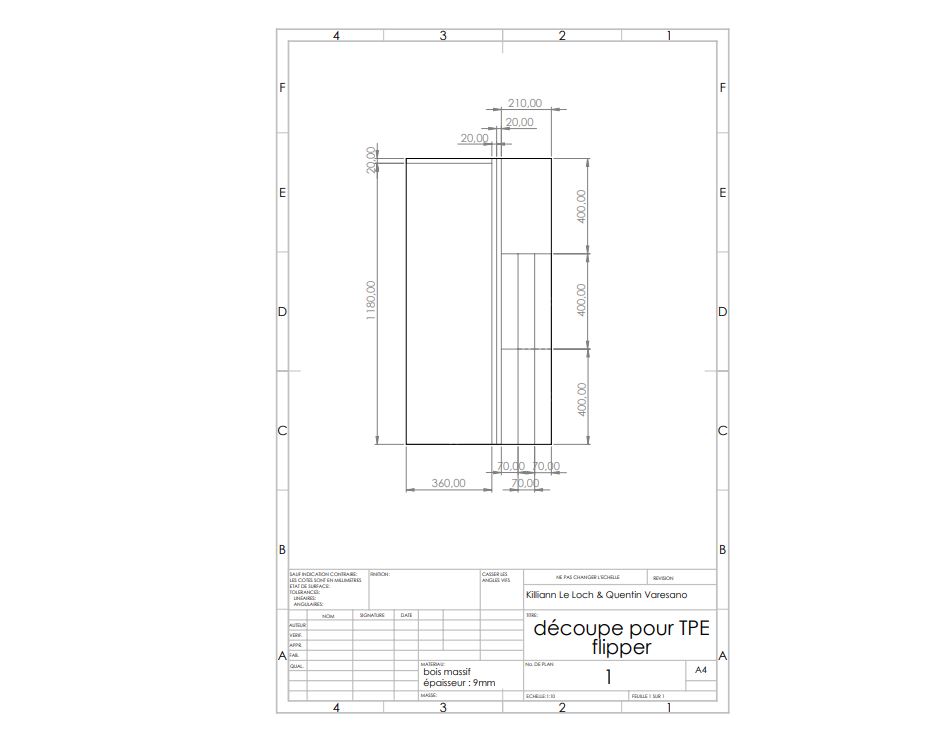 4 3 2 1
F F
210,00
20,00
20,00
20,00
E E
400,00
1180,00
400,00
D D
400,00
C C
70,00 70,00
360,00 70,00
B B
SAUF INDICATION CONTRAIRE:
LES COTES SONT EN MILLIMETRES
ETAT DE SURFACE:
TOLERANCES:
LINEAIRES:
ANGULAIRES:
FINITION:
CASSER LES
ANGLES VIFS
NE PAS CHANGER L'ECHELLE
REVISION
Killiann Le Loch & Quentin Varesano
NOM SIGNATURE DATE
AUTEUR
VERIF.
APPR.
FAB.
QUAL.
TITRE:
découpe pour TPE
flipper
A A
MATERIAU:
bois massif
épaisseur : 9mm
No. DE PLAN
1
A4
MASSE:
ECHELLE:1:10
FEUILLE 1 SUR 1
4 3 2 1